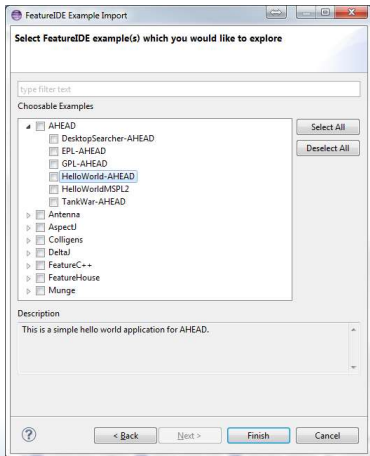 FeatureIDE Example Import
Select FeatureIDE example(s) which you would like to explore
type filter text
Choosable Examples
AHEAD
DesktopSearcher-AHEAD
EPL-AHEAD
GPL-AHEAD
HelloWorld-AHEAD
HelloWorldMSPL2
TankWar-AHEAD
Antenna
AspectJ
Colligens
DeltaJ
FeatureC++
FeatureHouse
Munge
Select All
Deselect All
Description
This is a simple hello world application for AHEAD.
< Back
Next >
Finish
Cancel